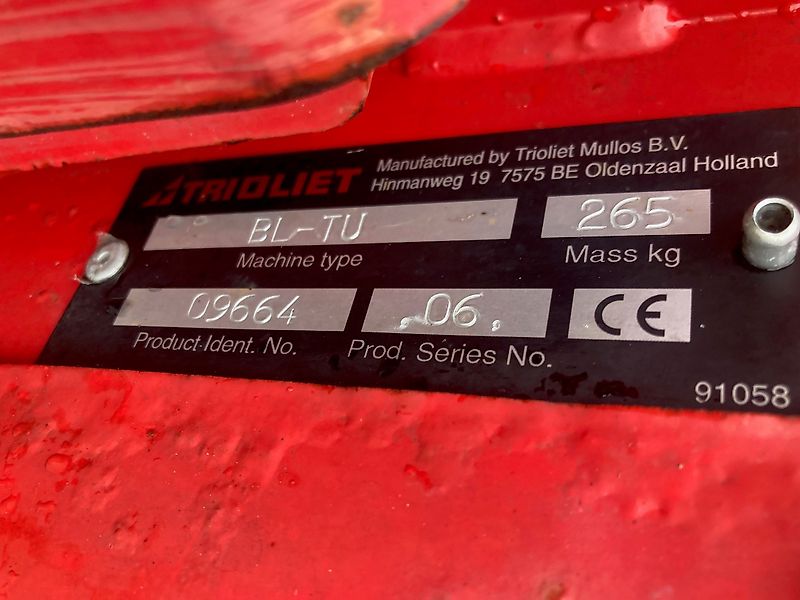 TRIOLIET
Manufactured by Trioliet Mullos B.V.
Hinmanweg 19 7575 BE Oldenzaal Holland
BL-TU
Machine type
265
Mass kg
09664
Product Ident. No.
.06.
Prod. Series No.
CE
91058